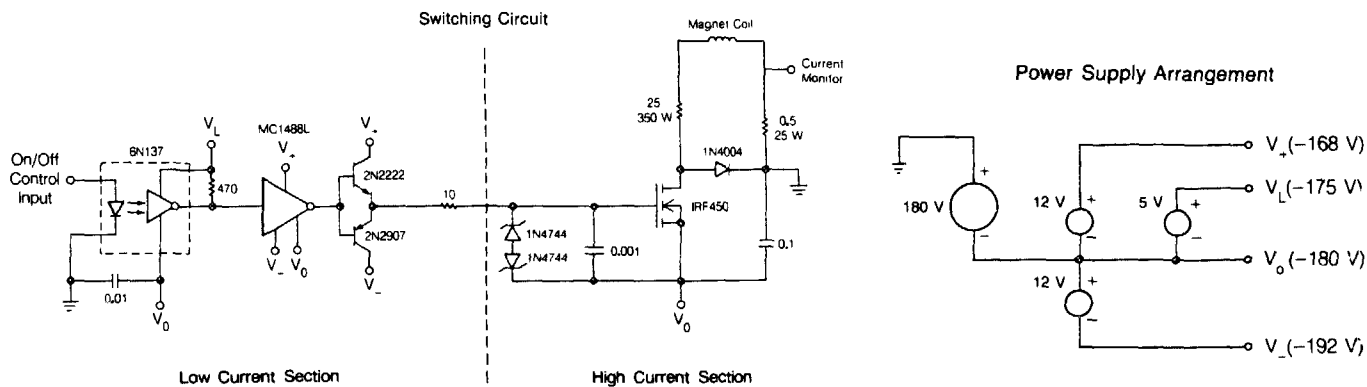 Switching Circuit
Magnet Coil
Current
Monitor
25
350 W
0.5
25 W
1N4004
IRF450
V_L
6N137
470
On/Off
Control
Input
0.01
V_0
MC1488L
V_+
V_-
V_0
V_+
2N2222
2N2907
V_-
10
1N4744
1N4744
0.001
0.1
V_0
Low Current Section
High Current Section
Power Supply Arrangement
180 V
+
-
12 V
+
-
5 V
+
-
12 V
+
-
V_+(-168 V)
V_L(-175 V)
V_o(-180 V)
V_-(-192 V)